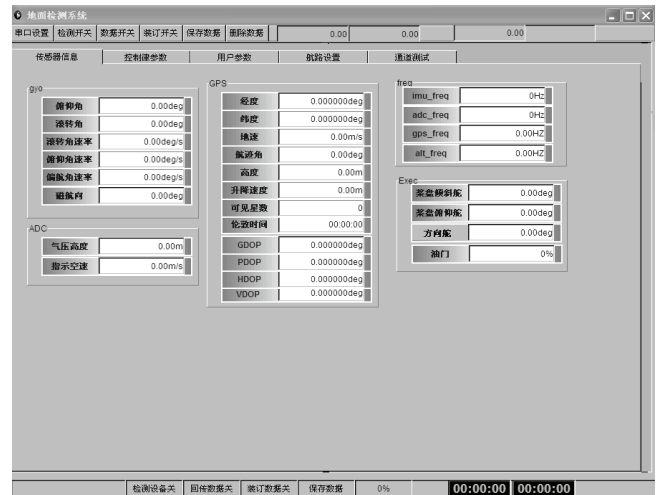 地面检测系统
串口设置 检测开关 数据开关 装订开关 保存数据 删除数据 0.00 0.00 0.00
传感器信息 控制律参数 用户参数 航路设置 通道测试
gyo
俯仰角 0.00deg
滚转角 0.00deg
滚转角速率 0.00deg/s
俯仰角速率 0.00deg/s
偏航角速率 0.00deg/s
磁航向 0.00deg
ADC
气压高度 0.00m
指示空速 0.00m/s
GPS
经度 0.000000deg
纬度 0.000000deg
地速 0.00m/s
航迹角 0.00deg
高度 0.00m
升降速度 0.00m
可见星数 0
伦敦时间 00:00:00
GDOP 0.000000deg
PDOP 0.000000deg
HDOP 0.000000deg
VDOP 0.000000deg
freq
imu_freq 0Hz
adc_freq 0Hz
gps_freq 0.00HZ
alt_freq 0.00HZ
Exec
桨盘倾斜舵 0.00deg
桨盘俯仰舵 0.00deg
方向舵 0.00deg
油门 0%
检测设备关 回传数据关 装订数据关 保存数据 0% 00:00:00 00:00:00